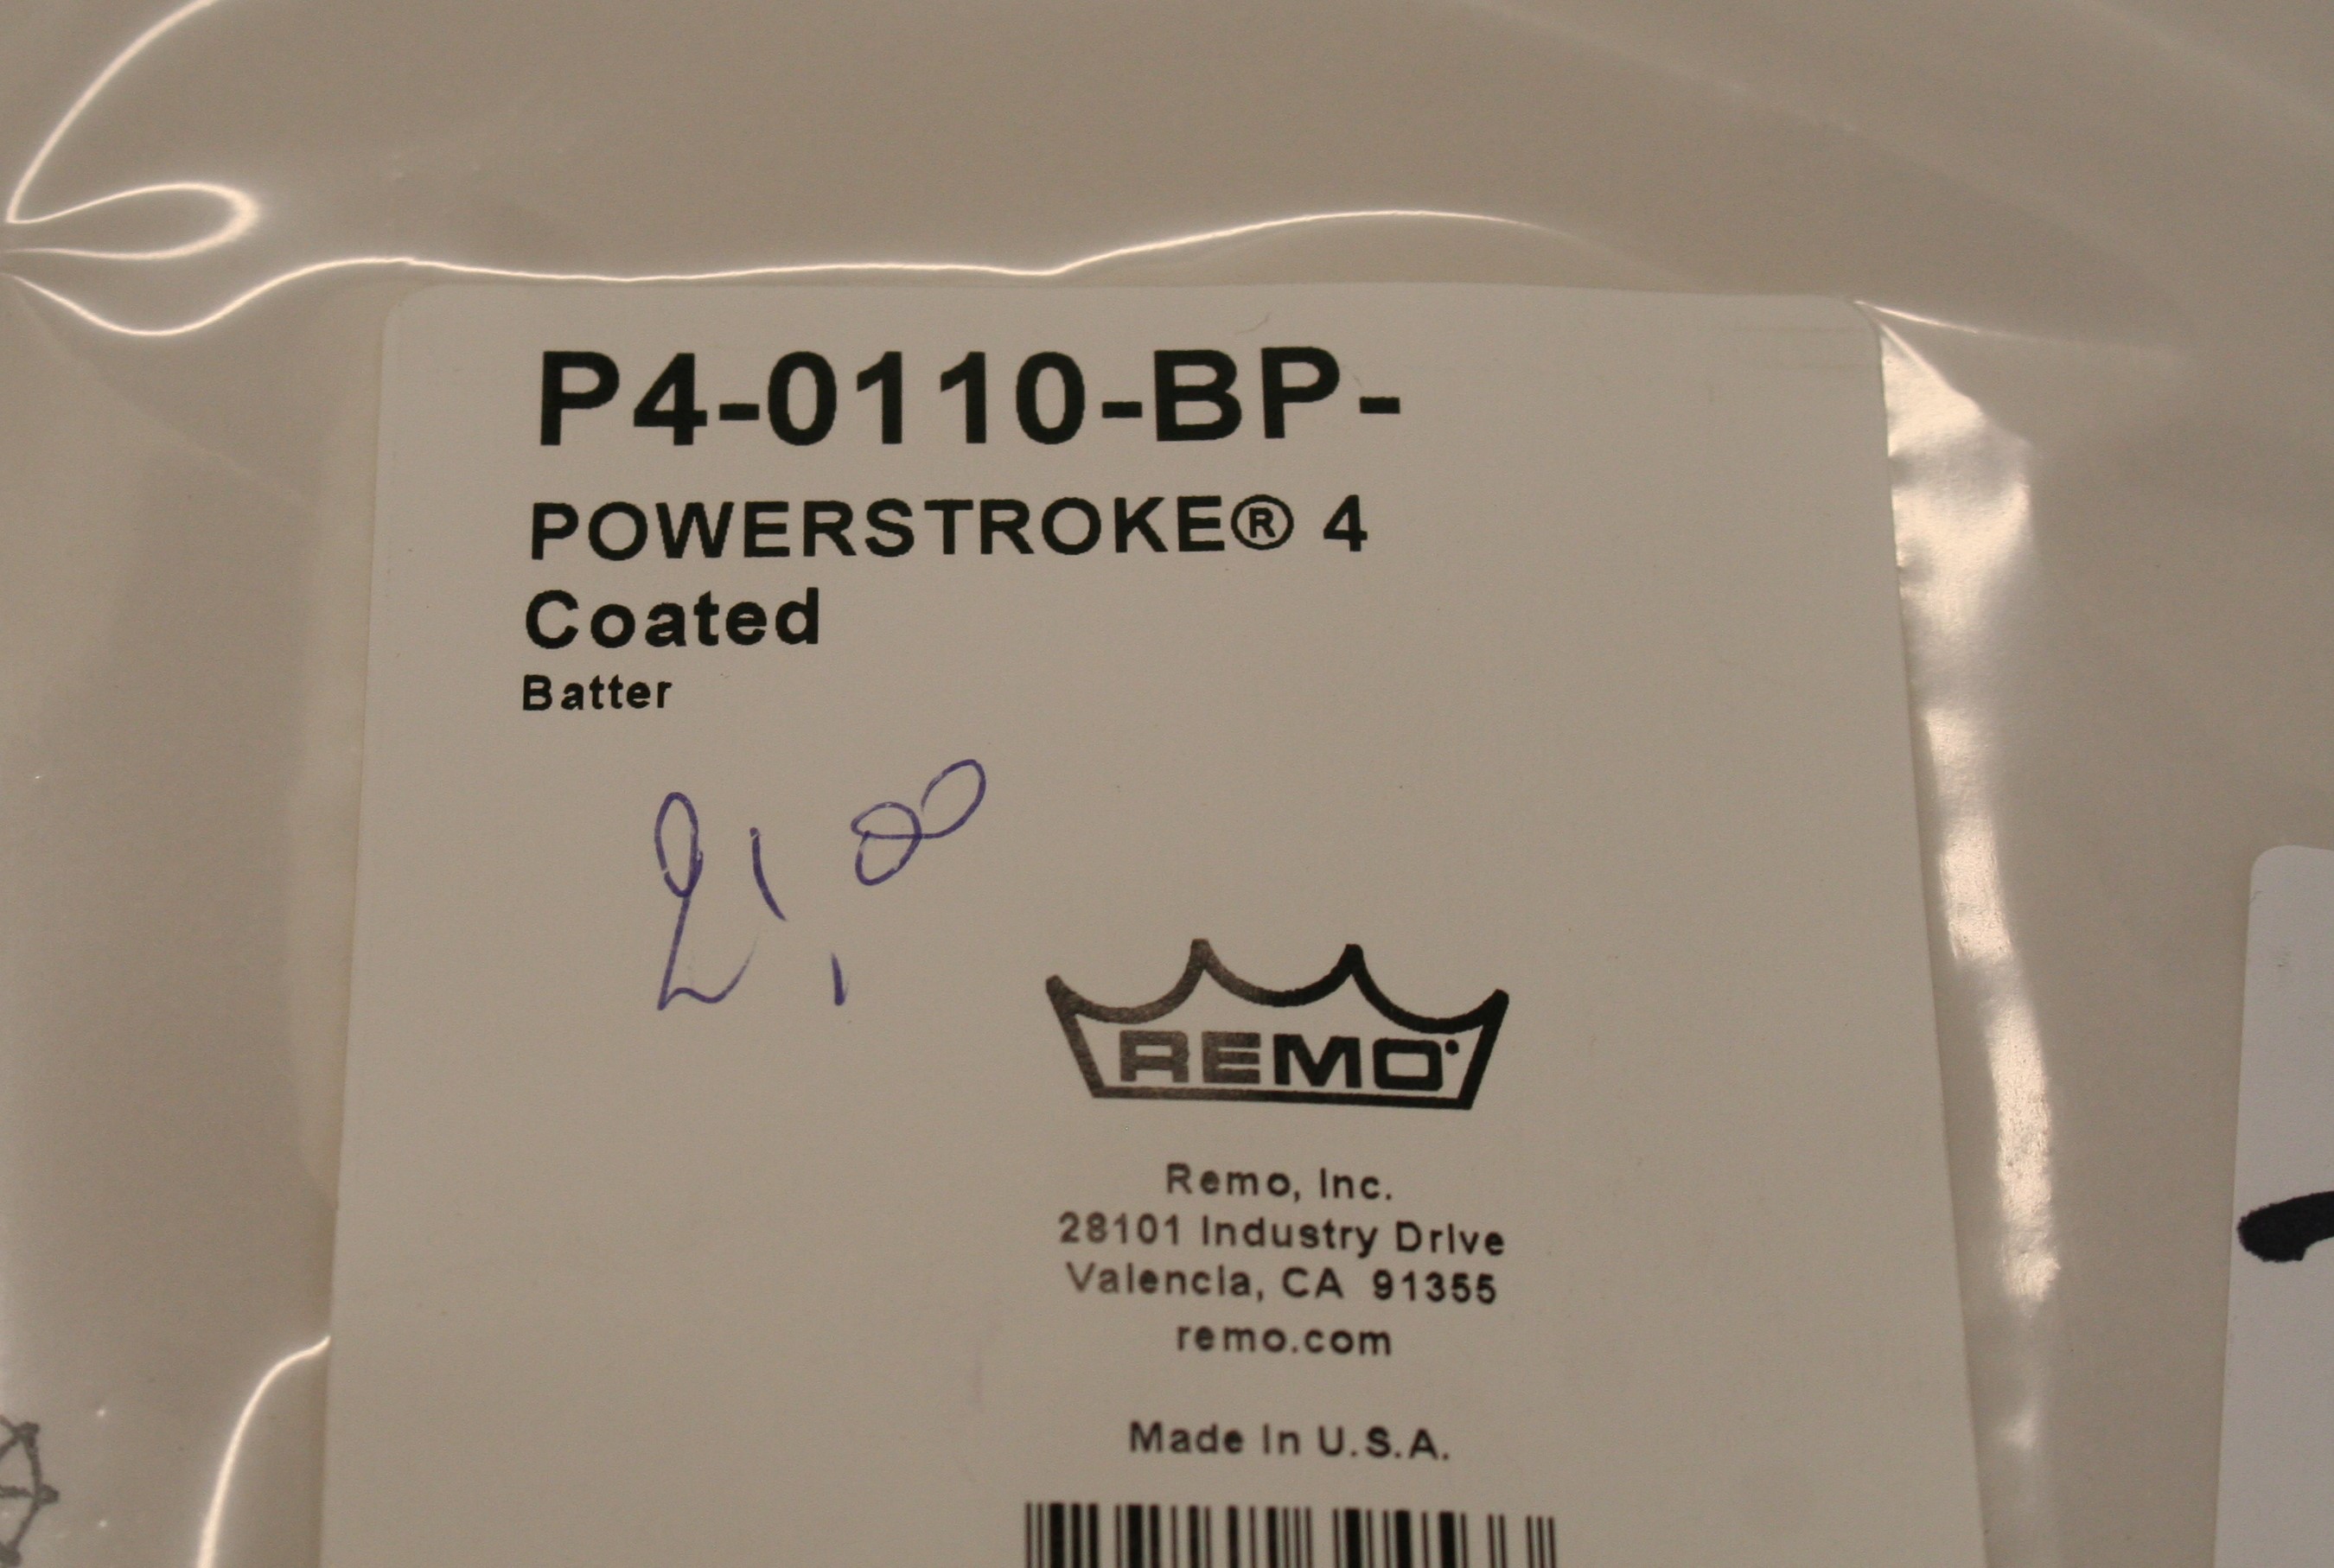 P4-0110-BP-
POWERSTROKE® 4
Coated
Batter
21,00
REMO
Remo, Inc.
28101 Industry Drive
Valencia, CA 91355
remo.com
Made In U.S.A.